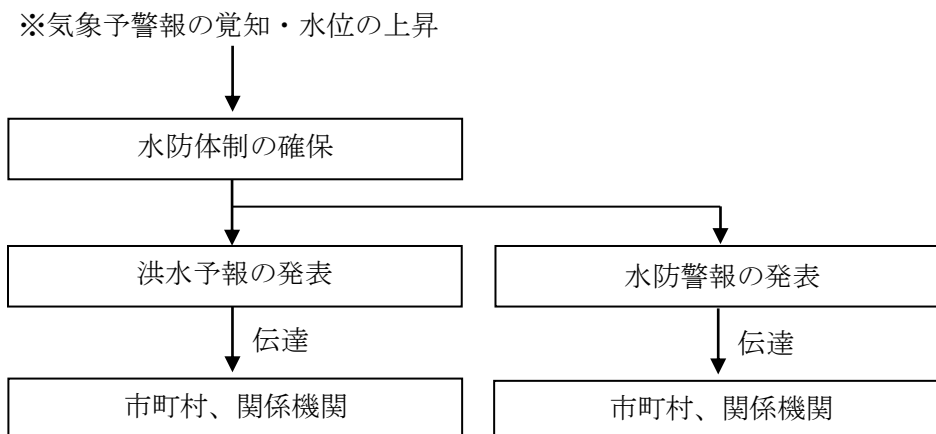 ※気象予警報の覚知・水位の上昇
水防体制の確保
洪水予報の発表
水防警報の発表
伝達
伝達
市町村、関係機関
市町村、関係機関